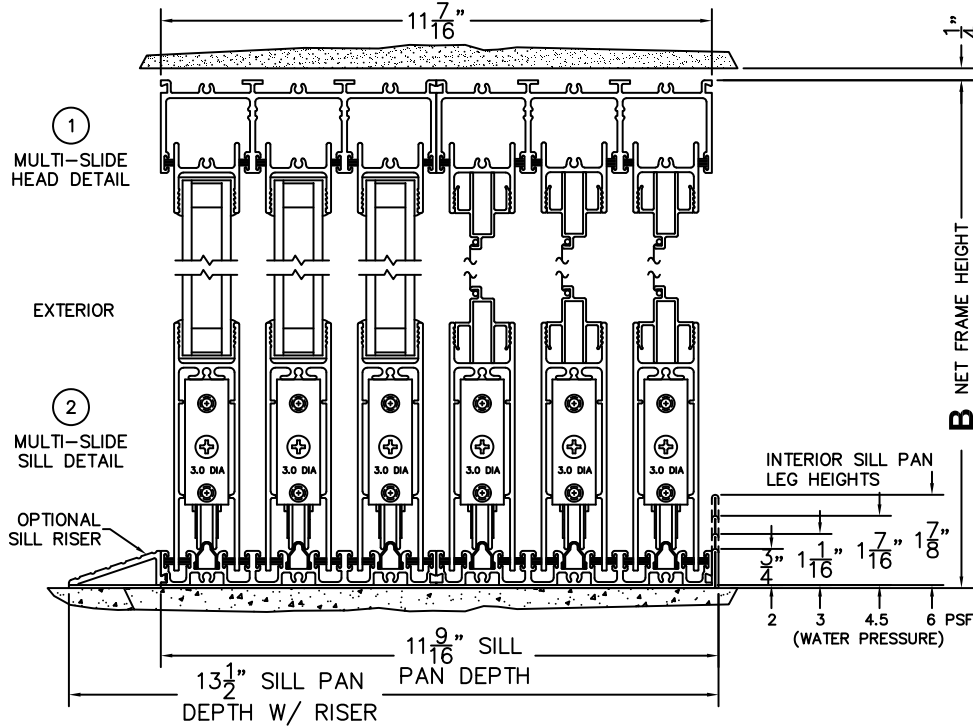 11 7/16"
1/4"
1
MULTI-SLIDE
HEAD DETAIL
EXTERIOR
B NET FRAME HEIGHT
2
MULTI-SLIDE
SILL DETAIL
3.0 DIA 3.0 DIA 3.0 DIA 3.0 DIA 3.0 DIA 3.0 DIA
INTERIOR SILL PAN
LEG HEIGHTS
OPTIONAL
SILL RISER
3/4" 1 1/16" 1 7/16" 1 7/8"
2 3 4.5 6 PSF
(WATER PRESSURE)
11 9/16" SILL
PAN DEPTH
13 1/2" SILL PAN
DEPTH W/ RISER